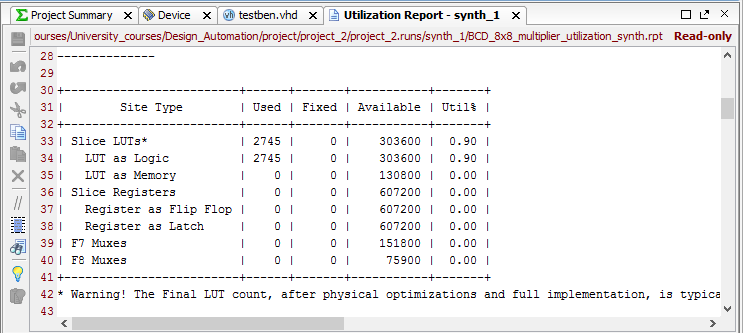 Project Summary Device testben.vhd Utilization Report - synth_1
ourses/University_courses/Design_Automation/project/project_2/project_2.runs/synth_1/BCD_8x8_multiplier_utilization_synth.rpt Read-only
28 --------------
29
30 +-------------------------+------+-------+-----------+-------+
31 | Site Type | Used | Fixed | Available | Util% |
32 +-------------------------+------+-------+-----------+-------+
33 | Slice LUTs* | 2745 | 0 | 303600 | 0.90 |
34 | LUT as Logic | 2745 | 0 | 303600 | 0.90 |
35 | LUT as Memory | 0 | 0 | 130800 | 0.00 |
36 | Slice Registers | 0 | 0 | 607200 | 0.00 |
37 | Register as Flip Flop | 0 | 0 | 607200 | 0.00 |
38 | Register as Latch | 0 | 0 | 607200 | 0.00 |
39 | F7 Muxes | 0 | 0 | 151800 | 0.00 |
40 | F8 Muxes | 0 | 0 | 75900 | 0.00 |
41 +-------------------------+------+-------+-----------+-------+
42 * Warning! The Final LUT count, after physical optimizations and full implementation, is typica
43